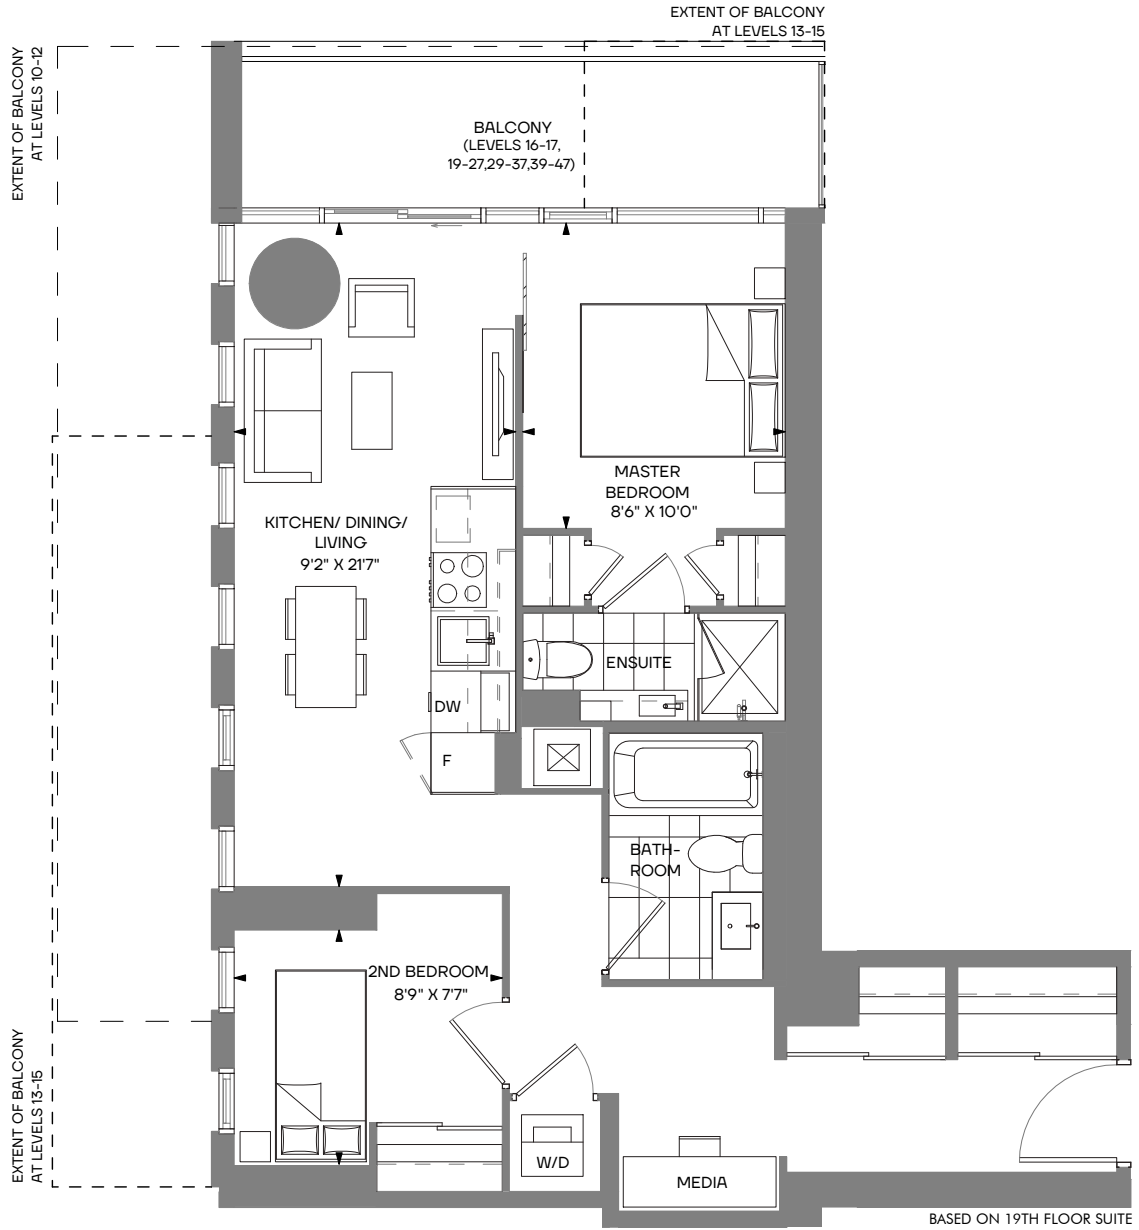 EXTENT OF BALCONY
AT LEVELS 13-15
EXTENT OF BALCONY
AT LEVELS 10-12
BALCONY
(LEVELS 16-17,
19-27,29-37,39-47)
MASTER
BEDROOM
8'6" X 10'0"
KITCHEN/ DINING/
LIVING
9'2" X 21'7"
ENSUITE
DW
F
BATH-
ROOM
2ND BEDROOM
8'9" X 7'7"
EXTENT OF BALCONY
AT LEVELS 13-15
W/D
MEDIA
BASED ON 19TH FLOOR SUITE